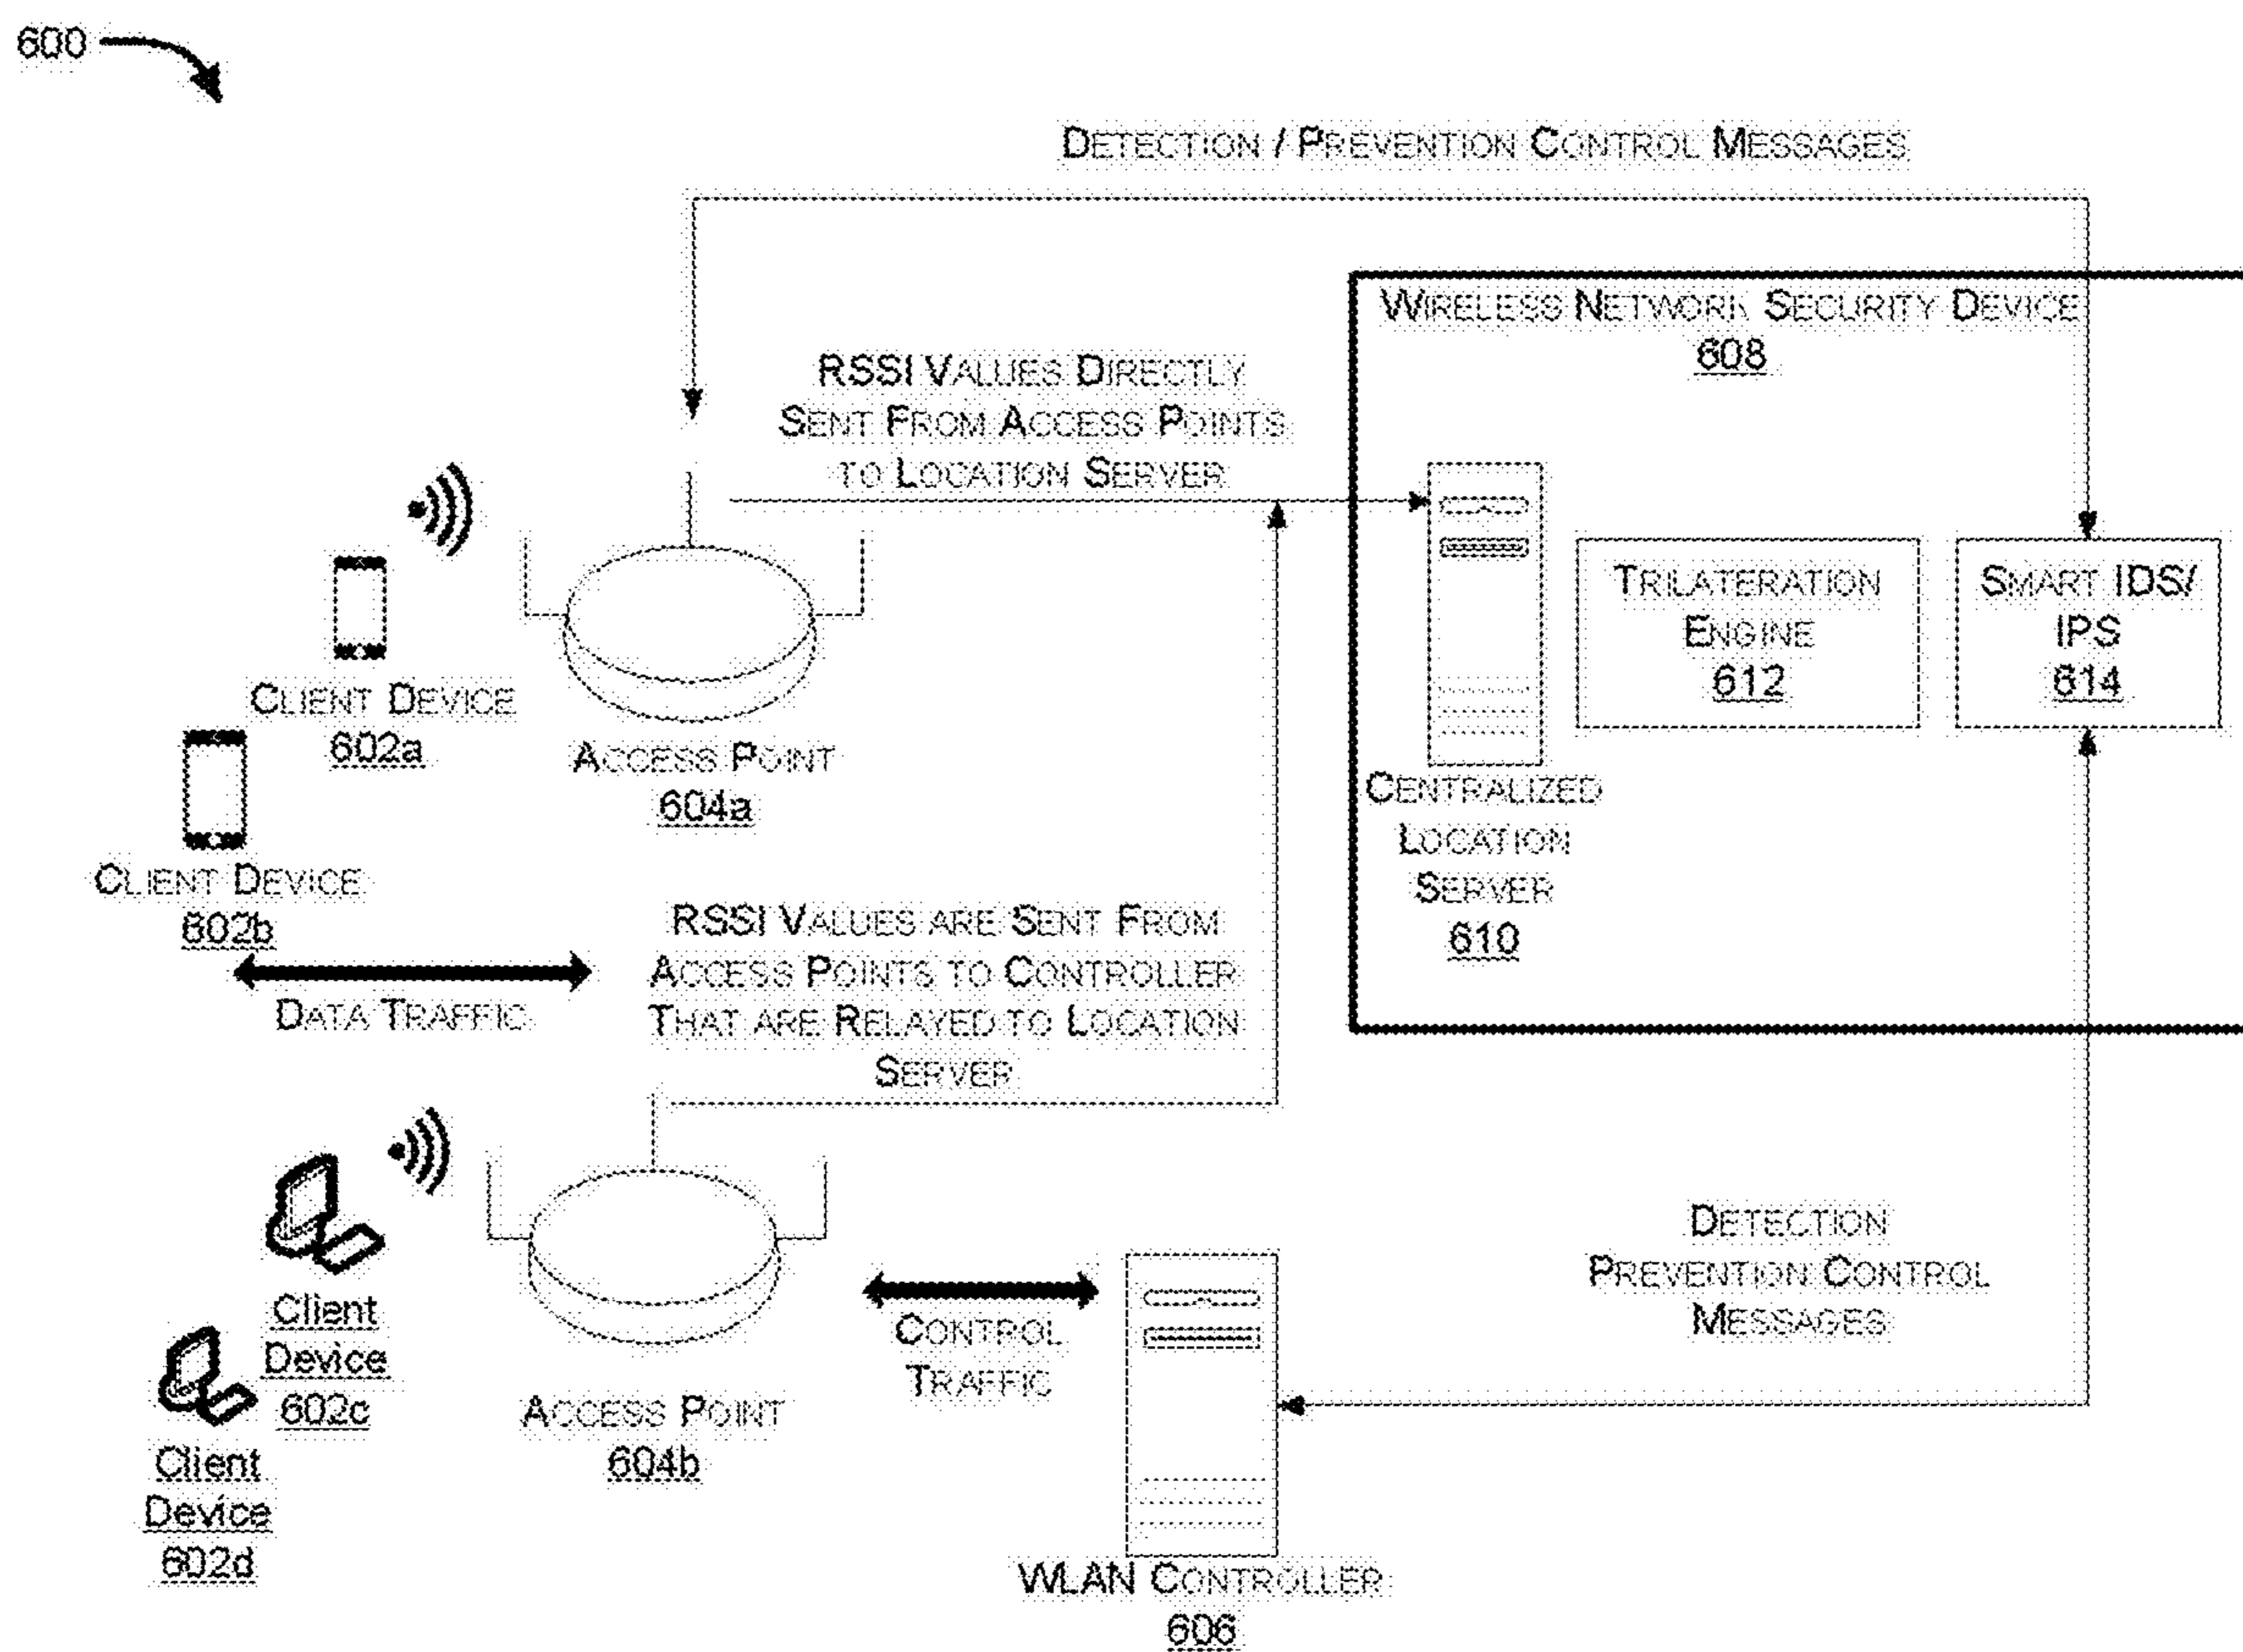 600
DETECTION / PREVENTION CONTROL MESSAGES
WIRELESS NETWORK SECURITY DEVICE
608
RSSI VALUES DIRECTLY
SENT FROM ACCESS POINTS
TO LOCATION SERVER
TRILATERATION
ENGINE
612
SMART IDS/
IPS
614
CLIENT DEVICE
602a
ACCESS POINT
604a
CENTRALIZED
LOCATION
SERVER
610
CLIENT DEVICE
602b
DATA TRAFFIC
RSSI VALUES ARE SENT FROM
ACCESS POINTS TO CONTROLLER
THAT ARE RELAYED TO LOCATION
SERVER
Client
Device
602c
Client
Device
602d
ACCESS POINT
604b
CONTROL
TRAFFIC
WLAN CONTROLLER
606
DETECTION
PREVENTION CONTROL
MESSAGES